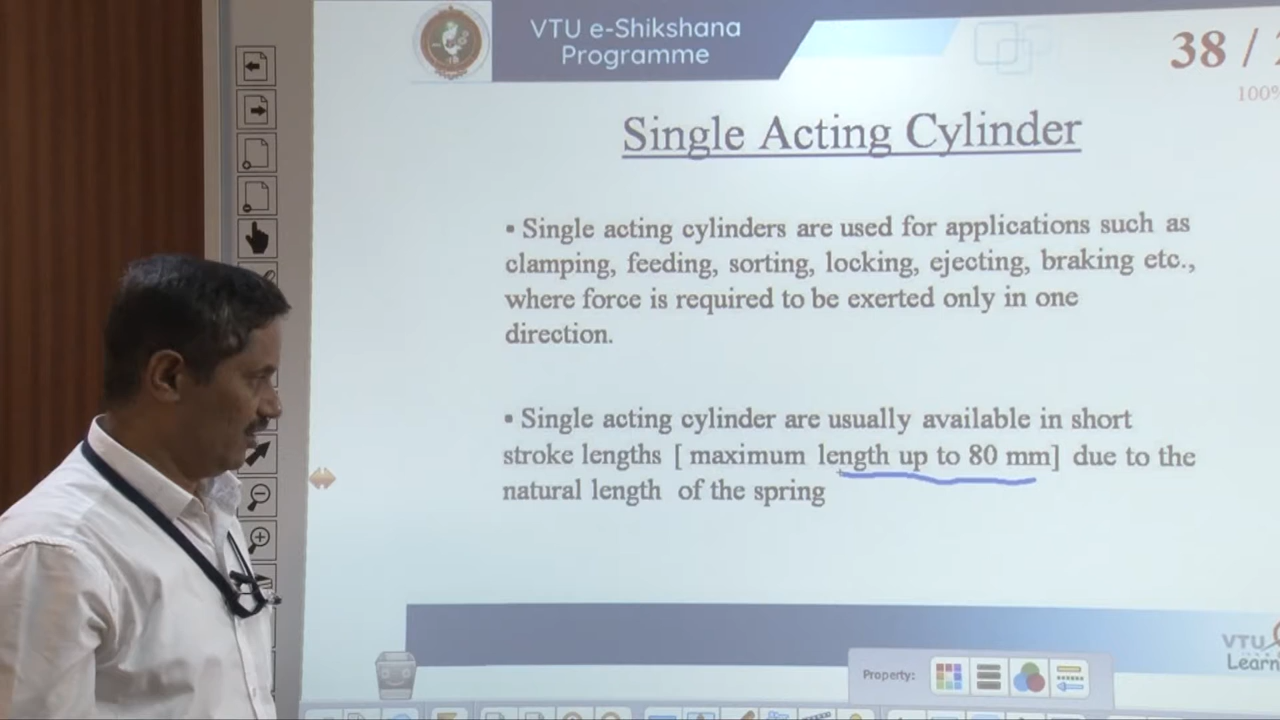 VTU e-Shikshana
Programme
38 /
100%
Single Acting Cylinder
▪ Single acting cylinders are used for applications such as
clamping, feeding, sorting, locking, ejecting, braking etc.,
where force is required to be exerted only in one
direction.
▪ Single acting cylinder are usually available in short
stroke lengths [ maximum length up to 80 mm] due to the
natural length of the spring
VTU
Learn
Property: